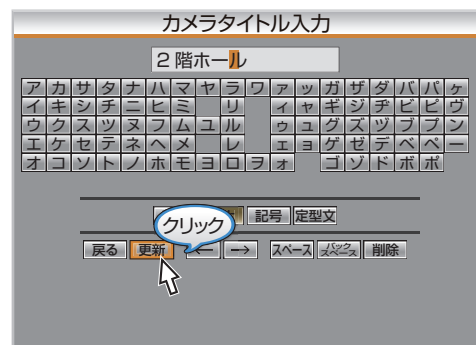 カメラタイトル入力
２階ホール
アカサタナハマヤラワァッガザダバパヶ
イキシチニヒミ リ ィャギジヂビピヴ
ウクスツヌフムユル ゥュグズヅブプン
エケセテネヘメ レ ェョゲゼデベペー
オコソトノホモヨロヲォ ゴゾドボポ
記号 定型文
クリック
戻る 更新 ← → スペース バックスペース 削除